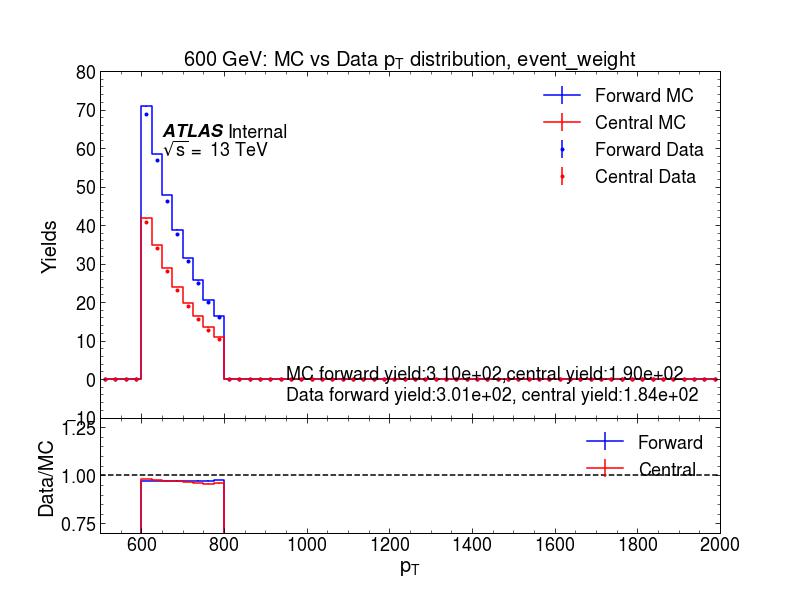 600 GeV: MC vs Data pT distribution, event_weight
80
70
60
50
40
30
20
10
0
−10
Yields
ATLAS Internal
√s = 13 TeV
Forward MC
Central MC
Forward Data
Central Data
MC forward yield:3.10e+02,central yield:1.90e+02
Data forward yield:3.01e+02, central yield:1.84e+02
1.25
1.00
0.75
Data/MC
Forward
Central
600 800 1000 1200 1400 1600 1800 2000
pT